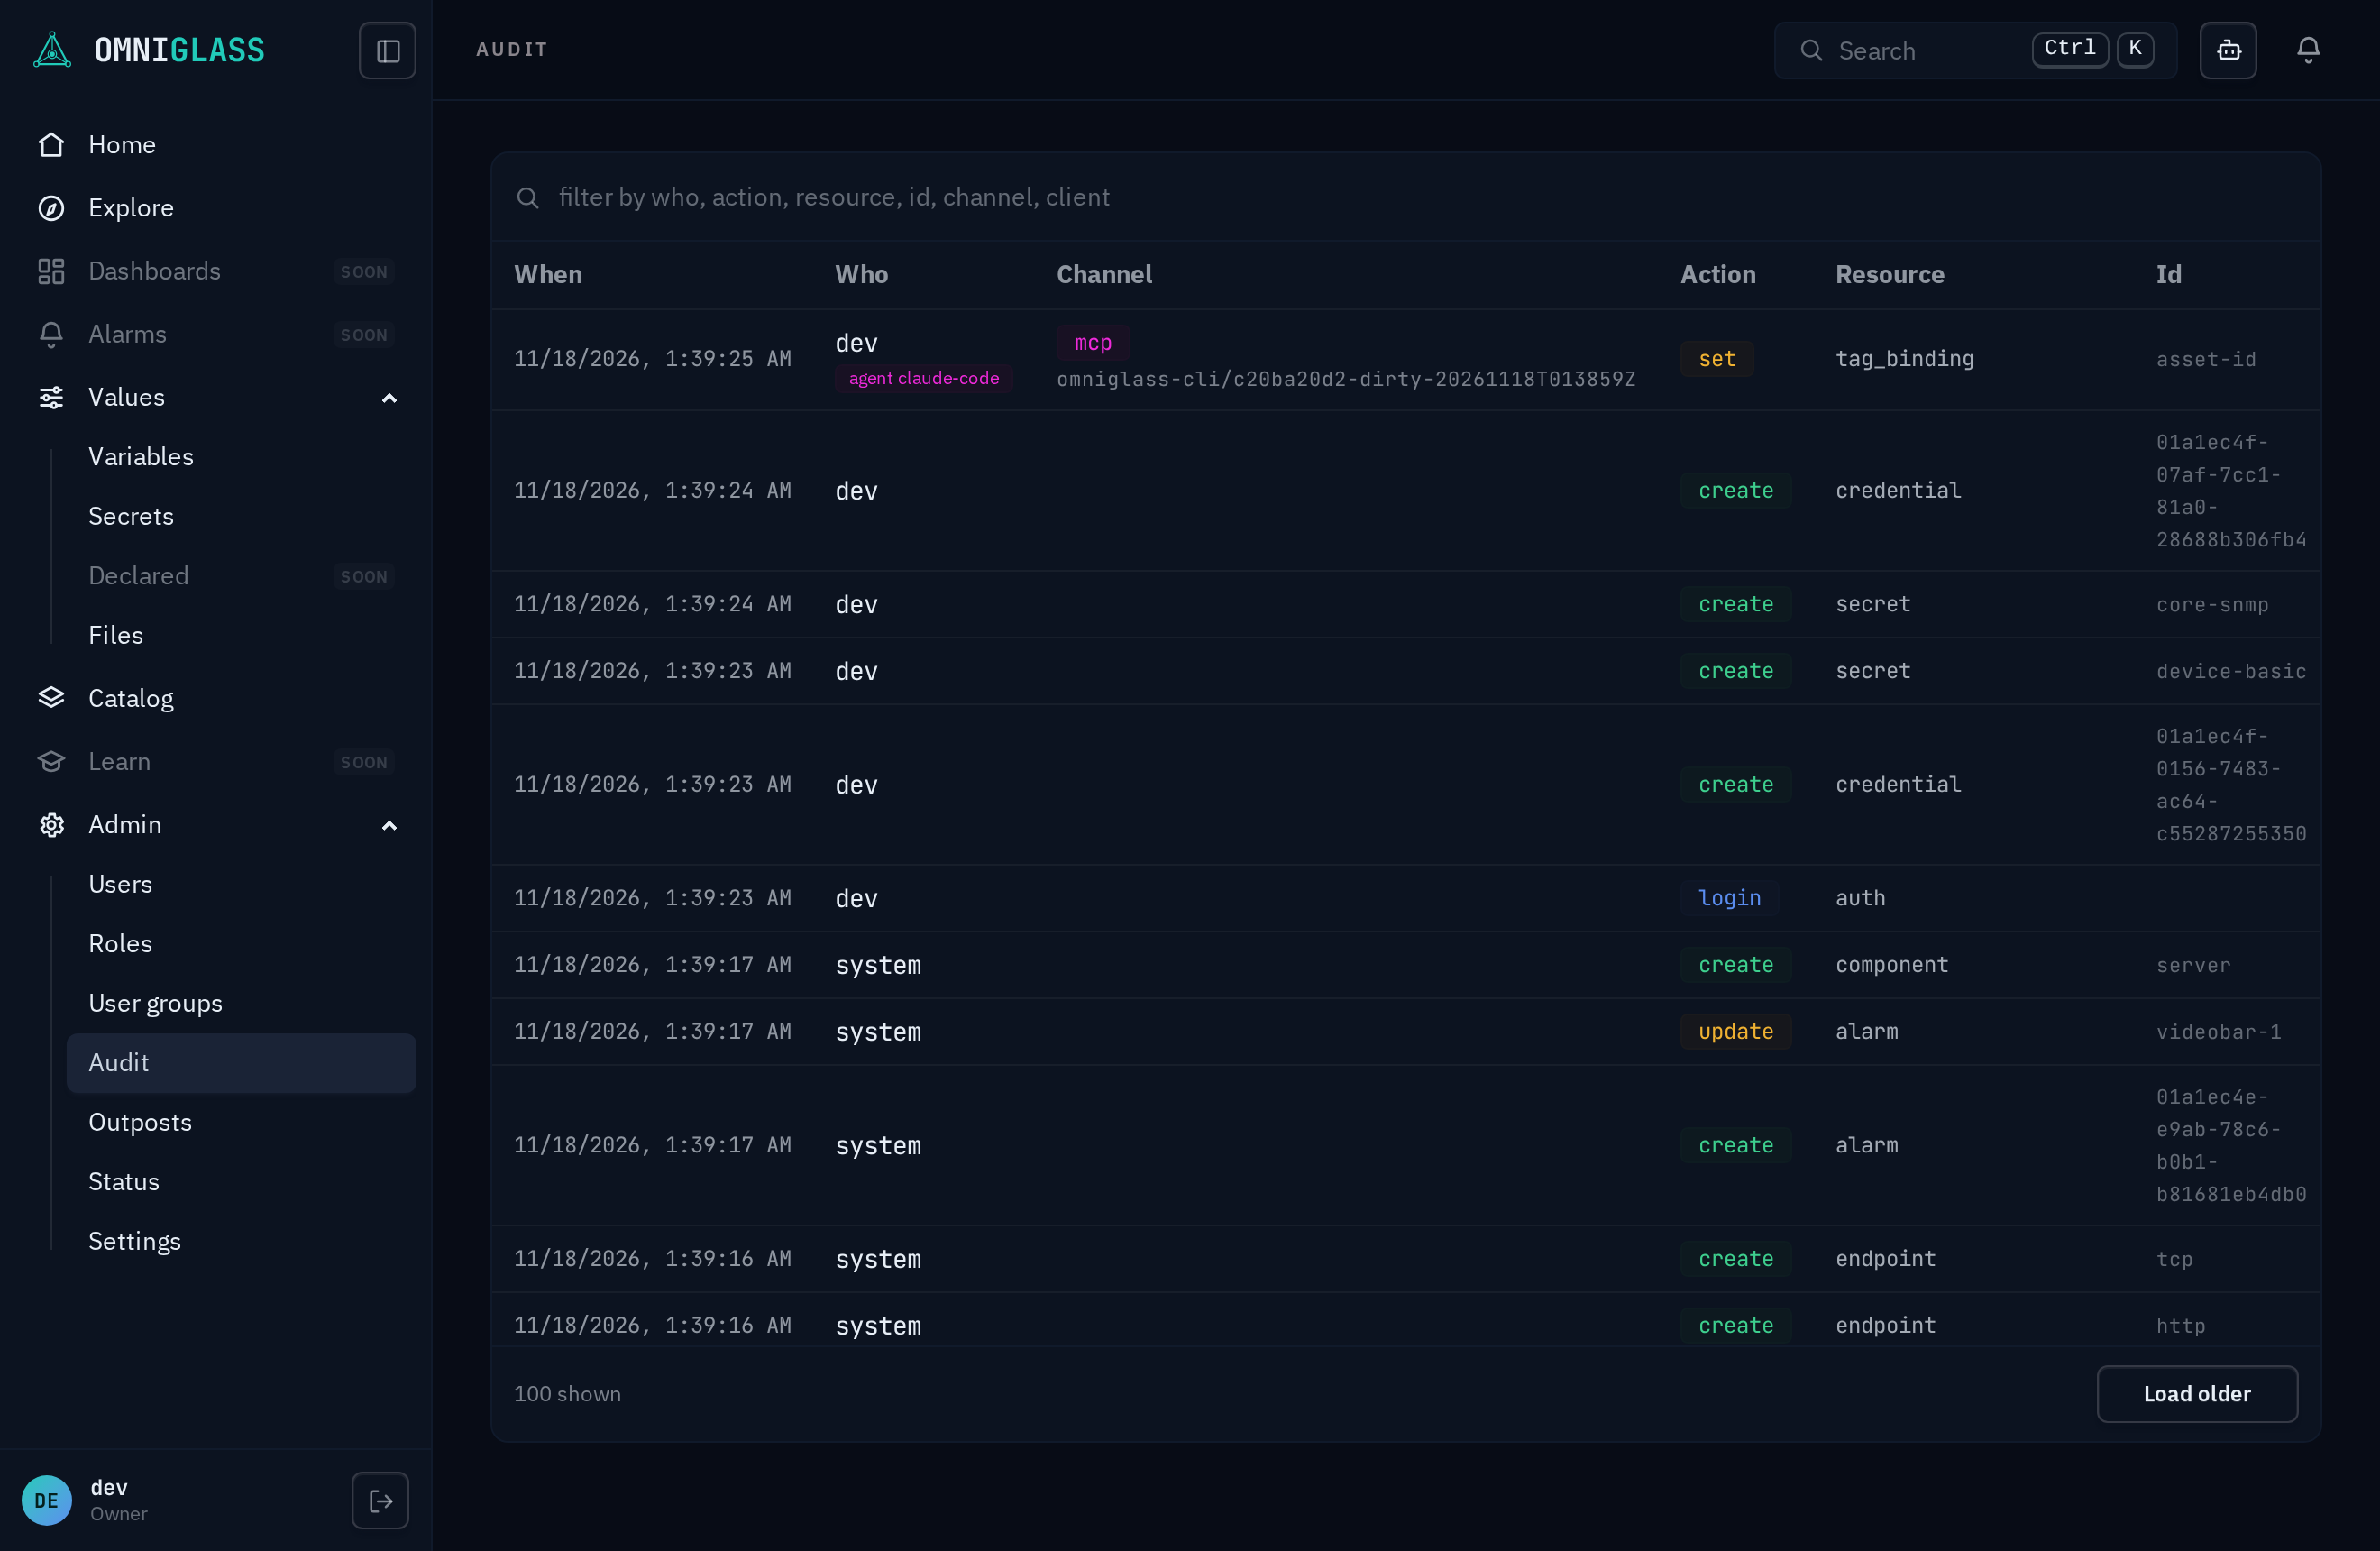 OMNIGLASS
AUDIT
Search Ctrl K
Home
Explore
Dashboards SOON
Alarms SOON
Values
Variables
Secrets
Declared SOON
Files
Catalog
Learn SOON
Admin
Users
Roles
User groups
Audit
Outposts
Status
Settings
DE dev
Owner
filter by who, action, resource, id, channel, client
When Who Channel Action Resource Id
11/18/2026, 1:39:25 AM dev agent claude-code mcp omniglass-cli/c20ba20d2-dirty-20261118T013859Z set tag_binding asset-id
11/18/2026, 1:39:24 AM dev create credential 01a1ec4f-
07af-7cc1-
81a0-
28688b306fb4
11/18/2026, 1:39:24 AM dev create secret core-snmp
11/18/2026, 1:39:23 AM dev create secret device-basic
11/18/2026, 1:39:23 AM dev create credential 01a1ec4f-
0156-7483-
ac64-
c55287255350
11/18/2026, 1:39:23 AM dev login auth
11/18/2026, 1:39:17 AM system create component server
11/18/2026, 1:39:17 AM system update alarm videobar-1
11/18/2026, 1:39:17 AM system create alarm 01a1ec4e-
e9ab-78c6-
b0b1-
b81681eb4db0
11/18/2026, 1:39:16 AM system create endpoint tcp
11/18/2026, 1:39:16 AM system create endpoint http
100 shown Load older